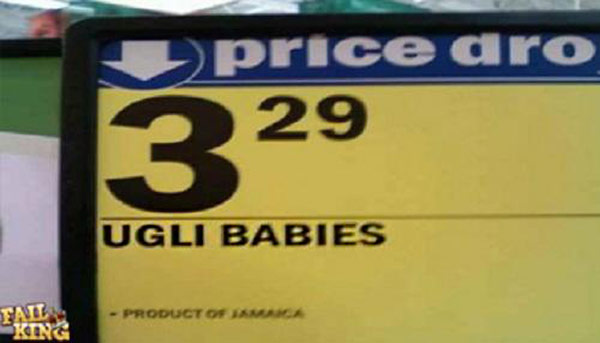 price dro
3 29
UGLI BABIES
- PRODUCT OF JAMAICA
FAIL
KING